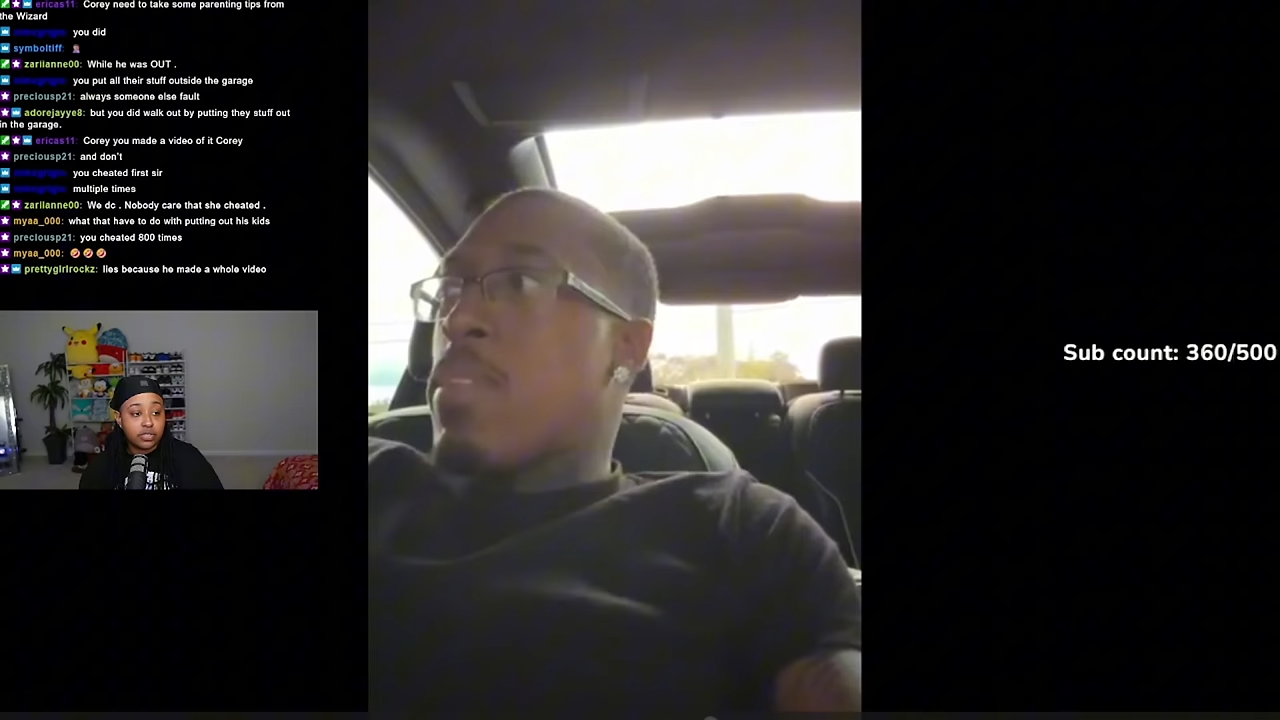 ericas11: Corey need to take some parenting tips from
the Wizard
you did
symboltiff:
zariianne00: While he was OUT .
you put all their stuff outside the garage
preciousp21: always someone else fault
adorejayye8: but you did walk out by putting they stuff out
in the garage.
ericas11: Corey you made a video of it Corey
preciousp21: and don't
you cheated first sir
multiple times
zariianne00: We dc . Nobody care that she cheated .
myaa_000: what that have to do with putting out his kids
preciousp21: you cheated 800 times
myaa_000: 🤣 🤣 🤣
prettygirlrockz: lies because he made a whole video
Sub count: 360/500